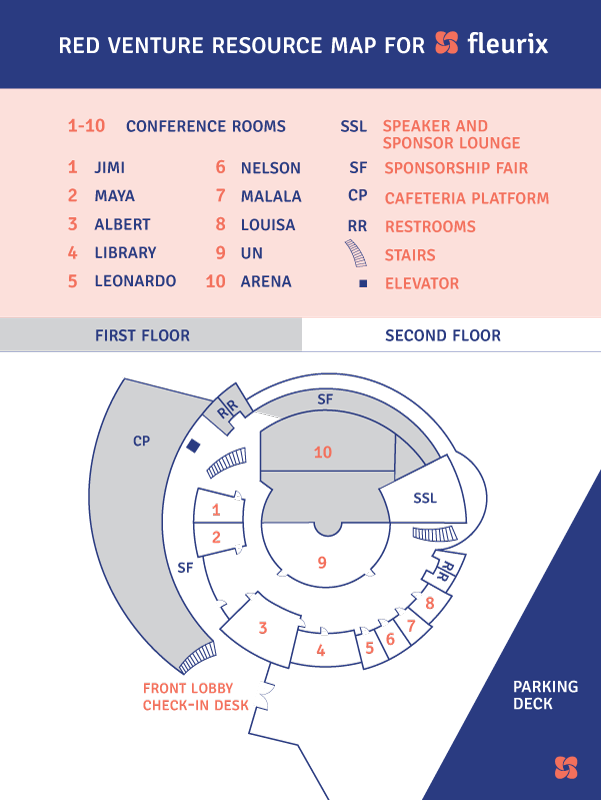 RED VENTURE RESOURCE MAP FOR fleurix
1-10 CONFERENCE ROOMS
1 JIMI
2 MAYA
3 ALBERT
4 LIBRARY
5 LEONARDO
6 NELSON
7 MALALA
8 LOUISA
9 UN
10 ARENA
SSL SPEAKER AND
SPONSOR LOUNGE
SF SPONSORSHIP FAIR
CP CAFETERIA PLATFORM
RR RESTROOMS
STAIRS
ELEVATOR
FIRST FLOOR
SECOND FLOOR
SF
RR
CP
10
SSL
1
2
9
SF
RR
8
7
6
5
4
3
FRONT LOBBY
CHECK-IN DESK
PARKING
DECK